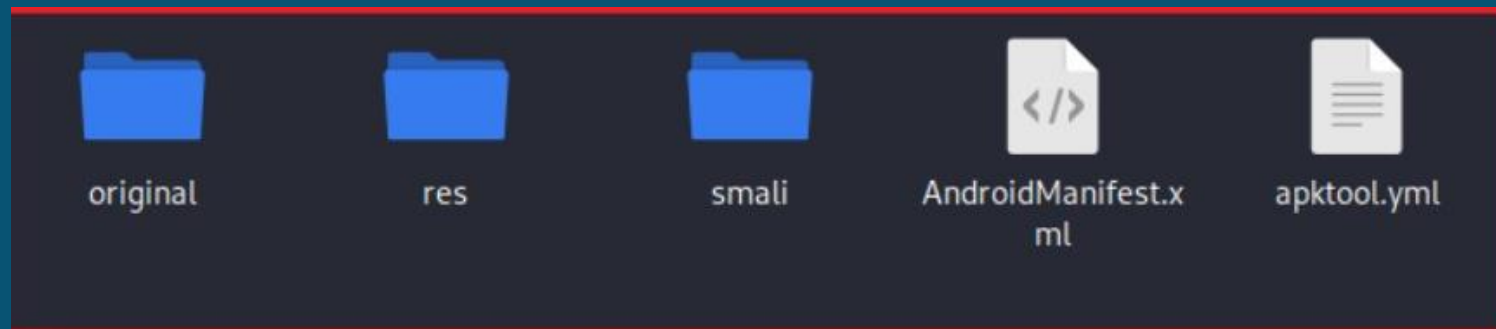 original
res
smali
AndroidManifest.x
ml
apktool.yml